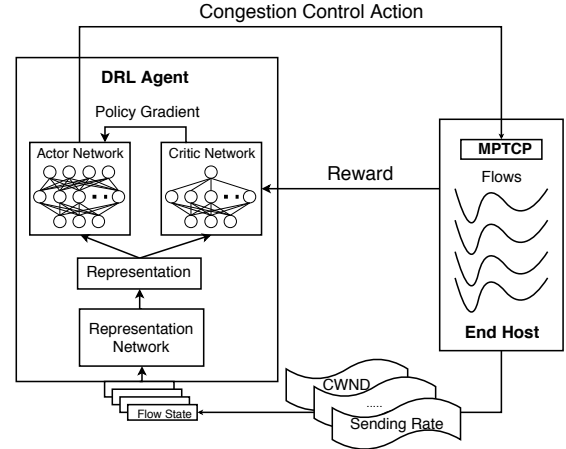 Congestion Control Action
DRL Agent
Policy Gradient
Actor Network
Critic Network
Representation
Representation
Network
Flow State
Reward
MPTCP
Flows
End Host
CWND
.....
Sending Rate